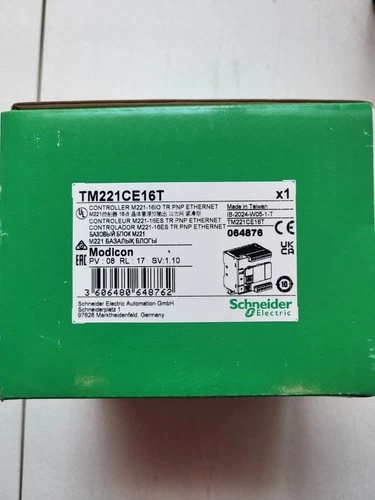 TM221CE16T
x1
CONTROLLER M221-16IO TR.PNP ETHERNET
CONTROLEUR M221-16ES TR.PNP ETHERNET
CONTROLADOR M221-16ES TR.PNP ETHERNET
БАЗОВЫЙ БЛОК M221
M221 БАЗАЛЫҚ БЛОГЫ
Modicon
PV : 08 RL : 17 SV:1.10
3 606480 648762
Schneider Electric Automation GmbH
Schneiderplatz 1
97828 Marktheidenfeld, Germany
Made in Taiwan
IB-2024-W05-1-T
TM221CE16T
064876
UK
CA
EAC
10
Schneider
Electric